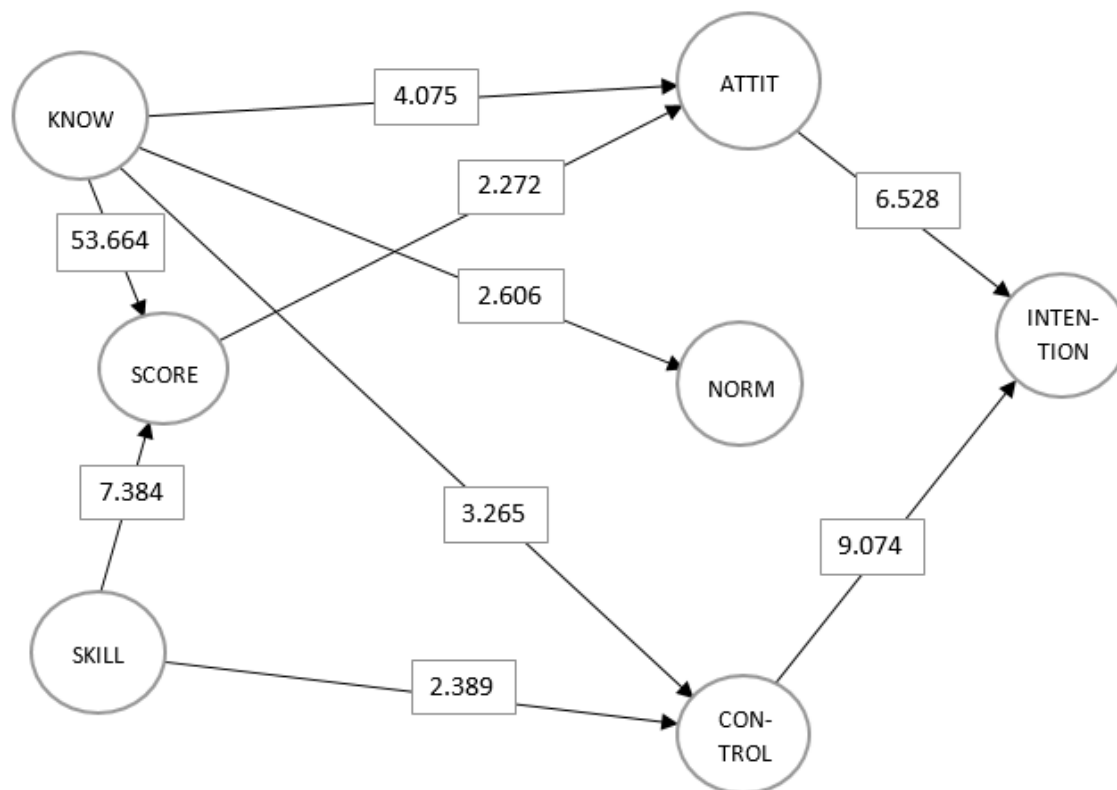 ATTIT
4.075
KNOW
2.272
6.528
53.664
2.606
INTEN-
TION
SCORE
NORM
7.384
3.265
9.074
SKILL
2.389
CON-
TROL